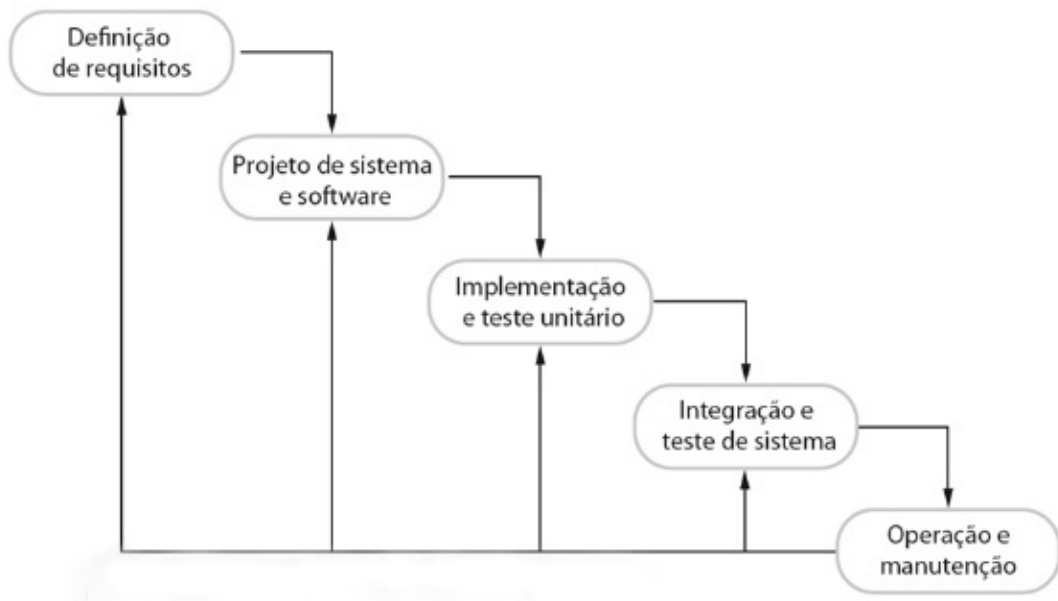 Definição
de requisitos
Projeto de sistema
e software
Implementação
e teste unitário
Integração e
teste de sistema
Operação e
manutenção